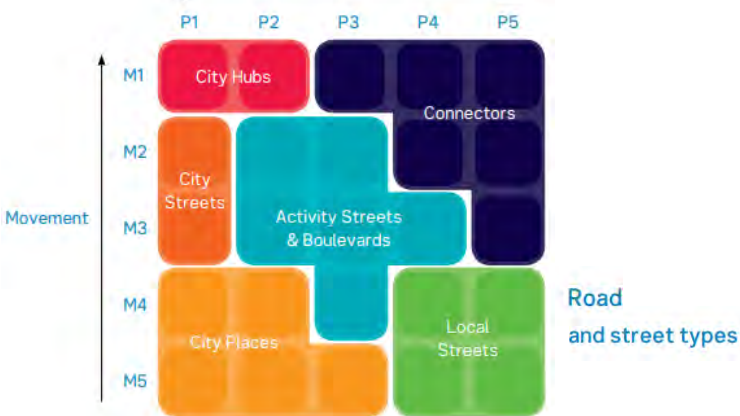 P1 P2 P3 P4 P5
M1
City Hubs
Connectors
M2
City
Streets
Movement
M3
Activity Streets
& Boulevards
M4
City Places
Local
Streets
Road
and street types
M5